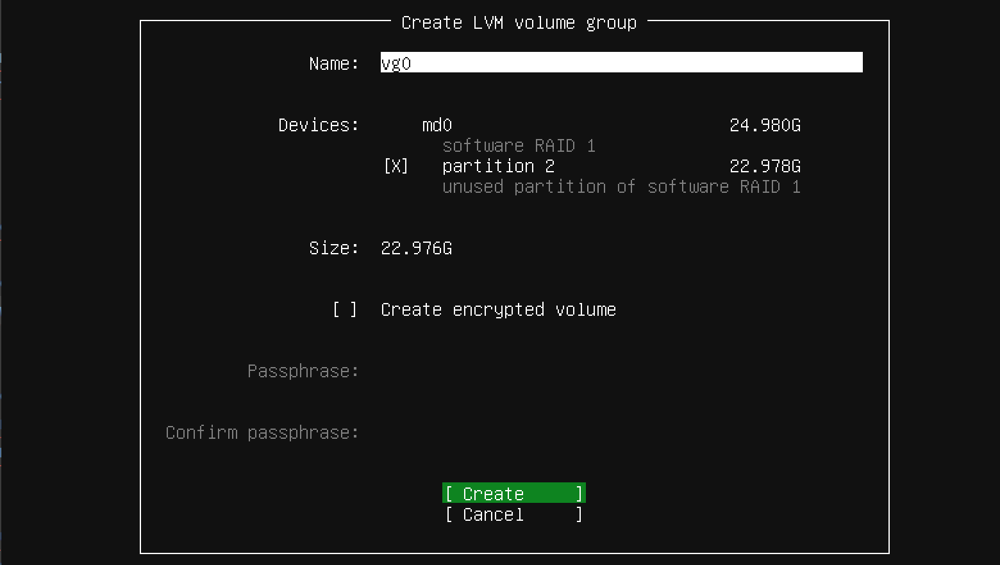 Create LVM volume group
Name: vg0
Devices: md0 24.980G
software RAID 1
[X] partition 2 22.978G
unused partition of software RAID 1
Size: 22.976G
[ ] Create encrypted volume
Passphrase:
Confirm passphrase:
[ Create ]
[ Cancel ]